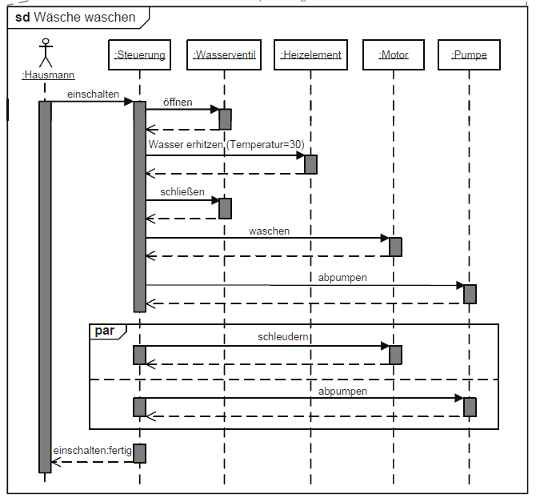 sd Wäsche waschen
:Hausmann
:Steuerung
:Wasserventil
:Heizelement
:Motor
:Pumpe
einschalten
öffnen
Wasser erhitzen (Temperatur=30)
schließen
waschen
abpumpen
par
schleudern
abpumpen
einschalten:fertig